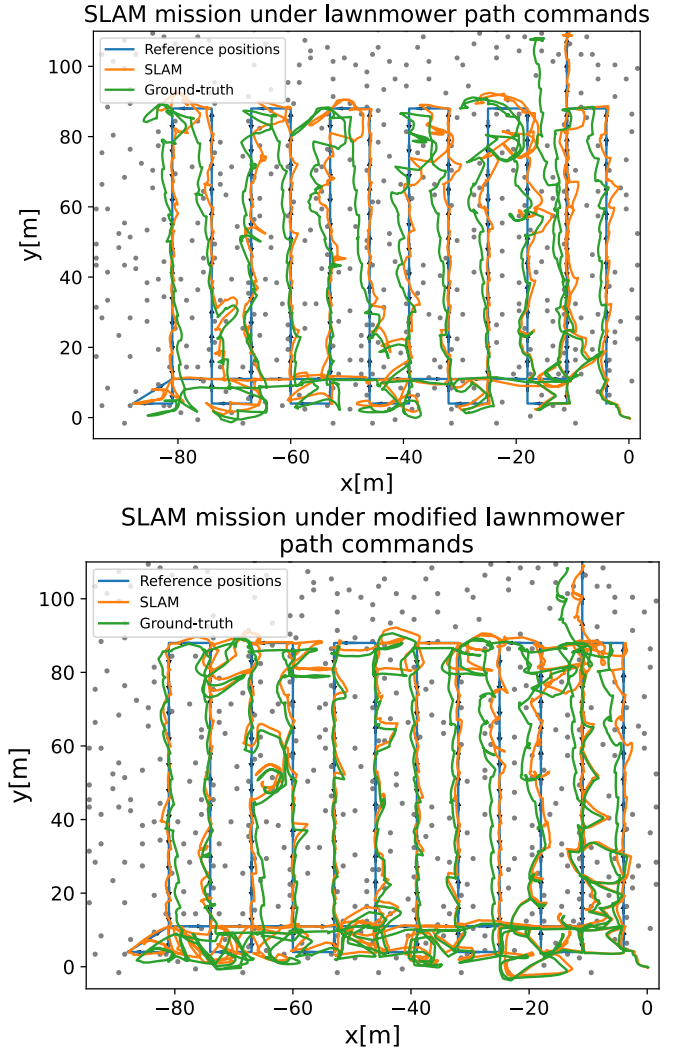 SLAM mission under lawnmower path commands
Reference positions
SLAM
Ground-truth
100
80
60
40
20
0
y[m]
−80
−60
−40
−20
0
x[m]
SLAM mission under modified lawnmower
path commands
Reference positions
SLAM
Ground-truth
100
80
60
40
20
0
y[m]
−80
−60
−40
−20
0
x[m]